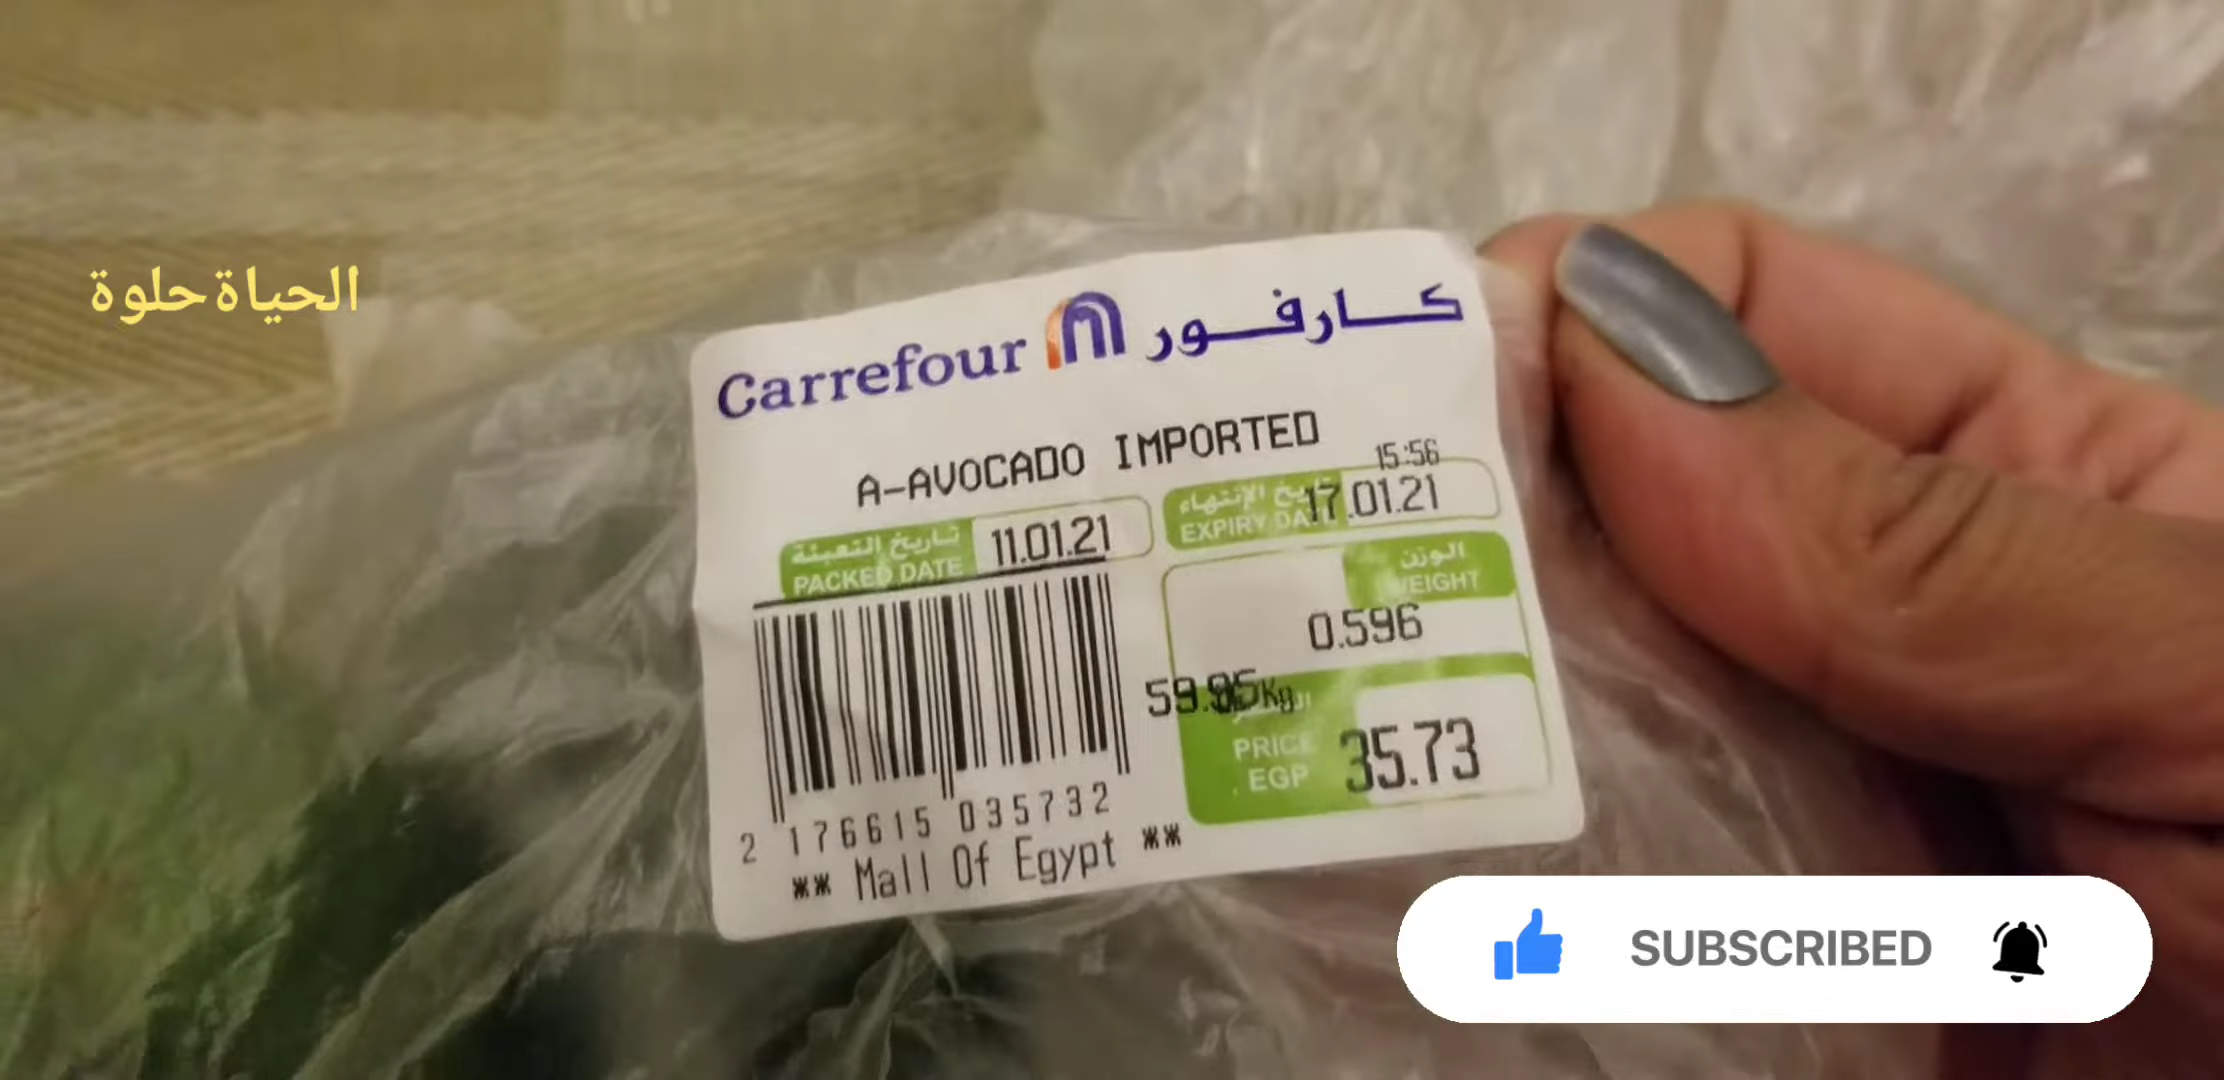 الحياة حلوة
Carrefour كارفور
A-AVOCADO IMPORTED
15:56
تاريخ التعبئة
PACKED DATE 11.01.21
تاريخ الإنتهاء
EXPIRY DATE 17.01.21
الوزن
WEIGHT
0.596
59.95Kg
PRICE
EGP 35.73
2 176615 035732
** Mall Of Egypt **
SUBSCRIBED